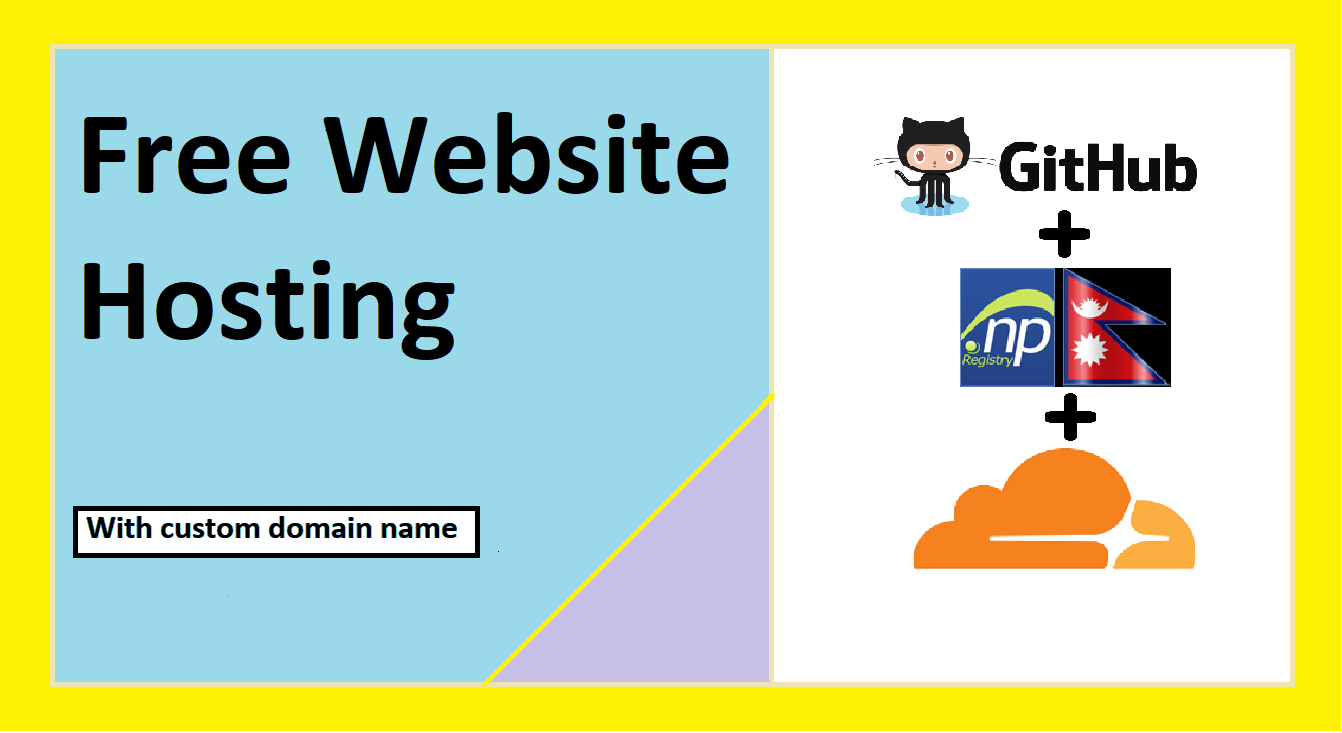 Free Website
Hosting
With custom domain name
GitHub
.np
Registry